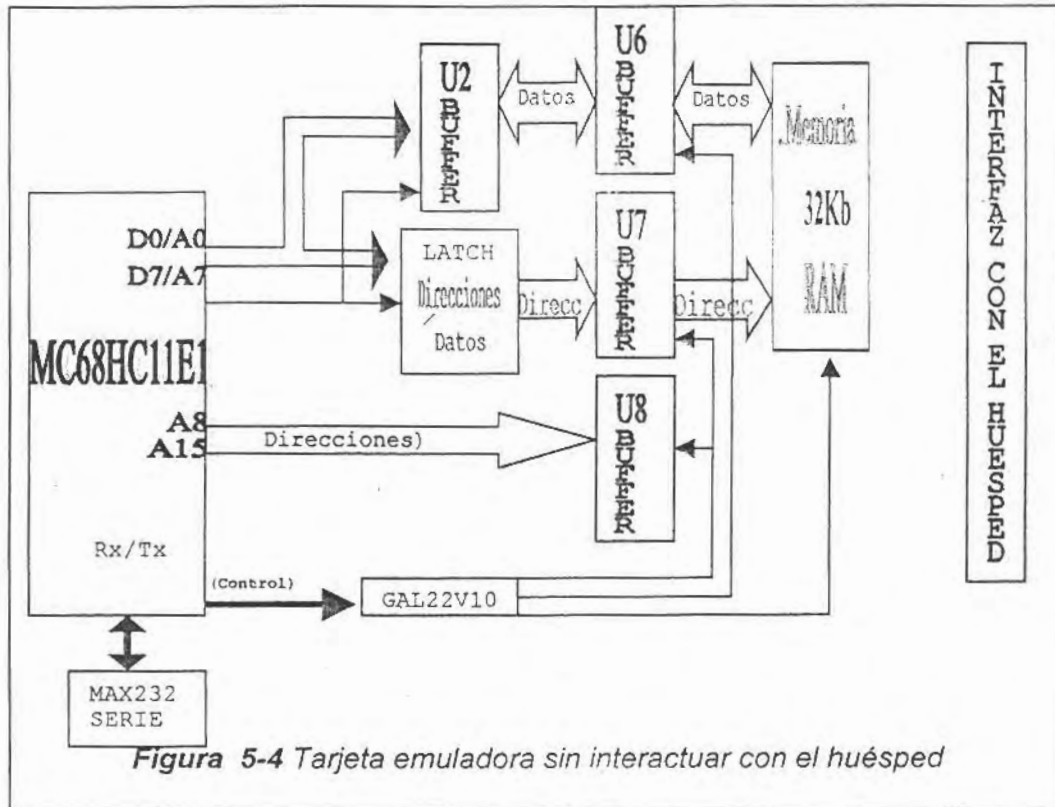 U2
BUFFER
Datos
U6
BUFFER
Datos
.Memoria
32Kb
RAM
INTERFAZ CON EL HUESPED
D0/A0
D7/A7
LATCH
Direcciones
/
Datos
Direcc
U7
BUFFER
Direcc
MC68HC11E1
A8
A15
Direcciones)
U8
BUFFER
Rx/Tx
(Control)
GAL22V10
MAX232
SERIE
Figura 5-4 Tarjeta emuladora sin interactuar con el huésped